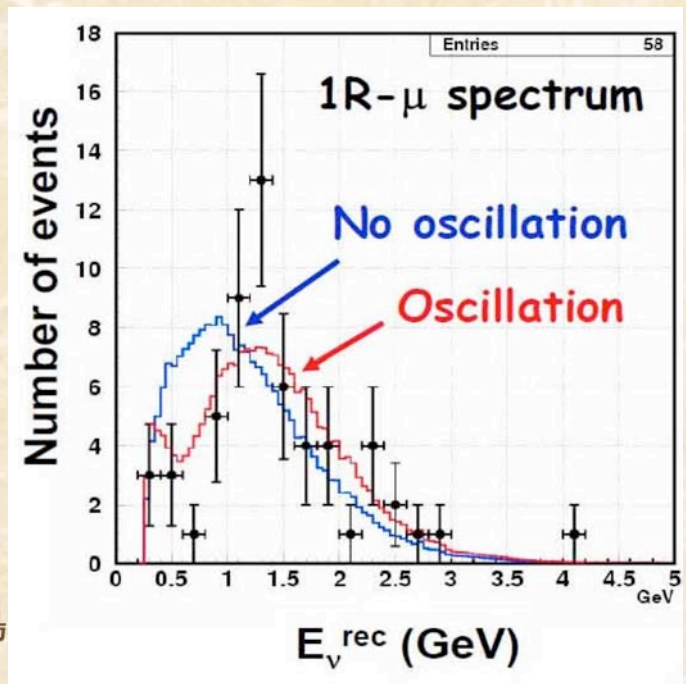 Entries 58
1R-μ spectrum
No oscillation
Oscillation
Number of events
18
16
14
12
10
8
6
4
2
0
0 0.5 1 1.5 2 2.5 3 3.5 4 4.5 5
GeV
Eν^rec (GeV)